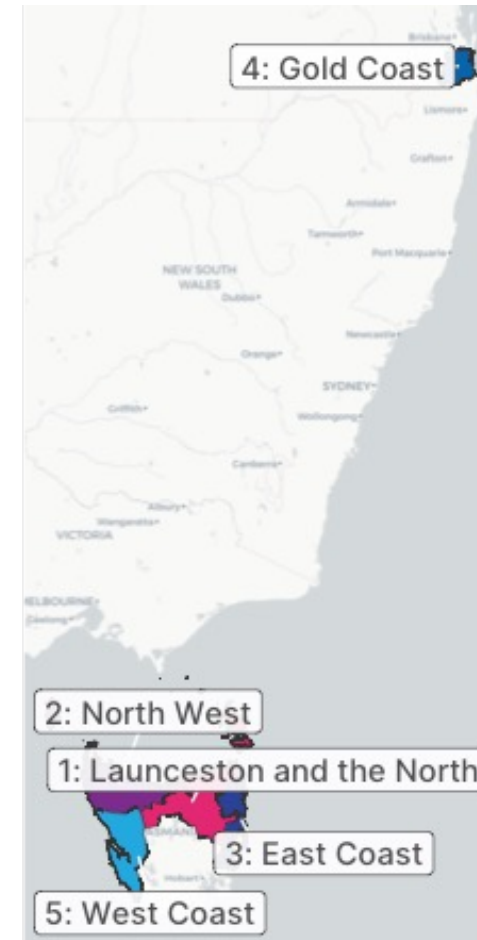 Brisbane
4: Gold Coast
Lismore
Grafton
Armidale
Tamworth
Port Macquarie
NEW SOUTH
WALES
Dubbo
Newcastle
Orange
SYDNEY
Griffith
Wollongong
Canberra
Albury
Wangaratta
VICTORIA
ELBOURNE
Geelong
2: North West
1: Launceston and the North
3: East Coast
Hobart
5: West Coast